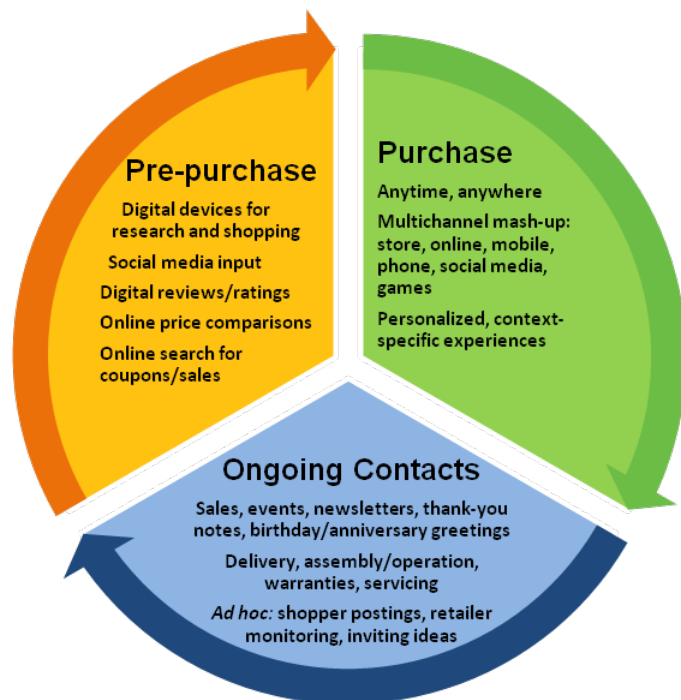 Pre-purchase
Digital devices for
research and shopping
Social media input
Digital reviews/ratings
Online price comparisons
Online search for
coupons/sales
Purchase
Anytime, anywhere
Multichannel mash-up:
store, online, mobile,
phone, social media,
games
Personalized, context-
specific experiences
Ongoing Contacts
Sales, events, newsletters, thank-you
notes, birthday/anniversary greetings
Delivery, assembly/operation,
warranties, servicing
Ad hoc: shopper postings, retailer
monitoring, inviting ideas